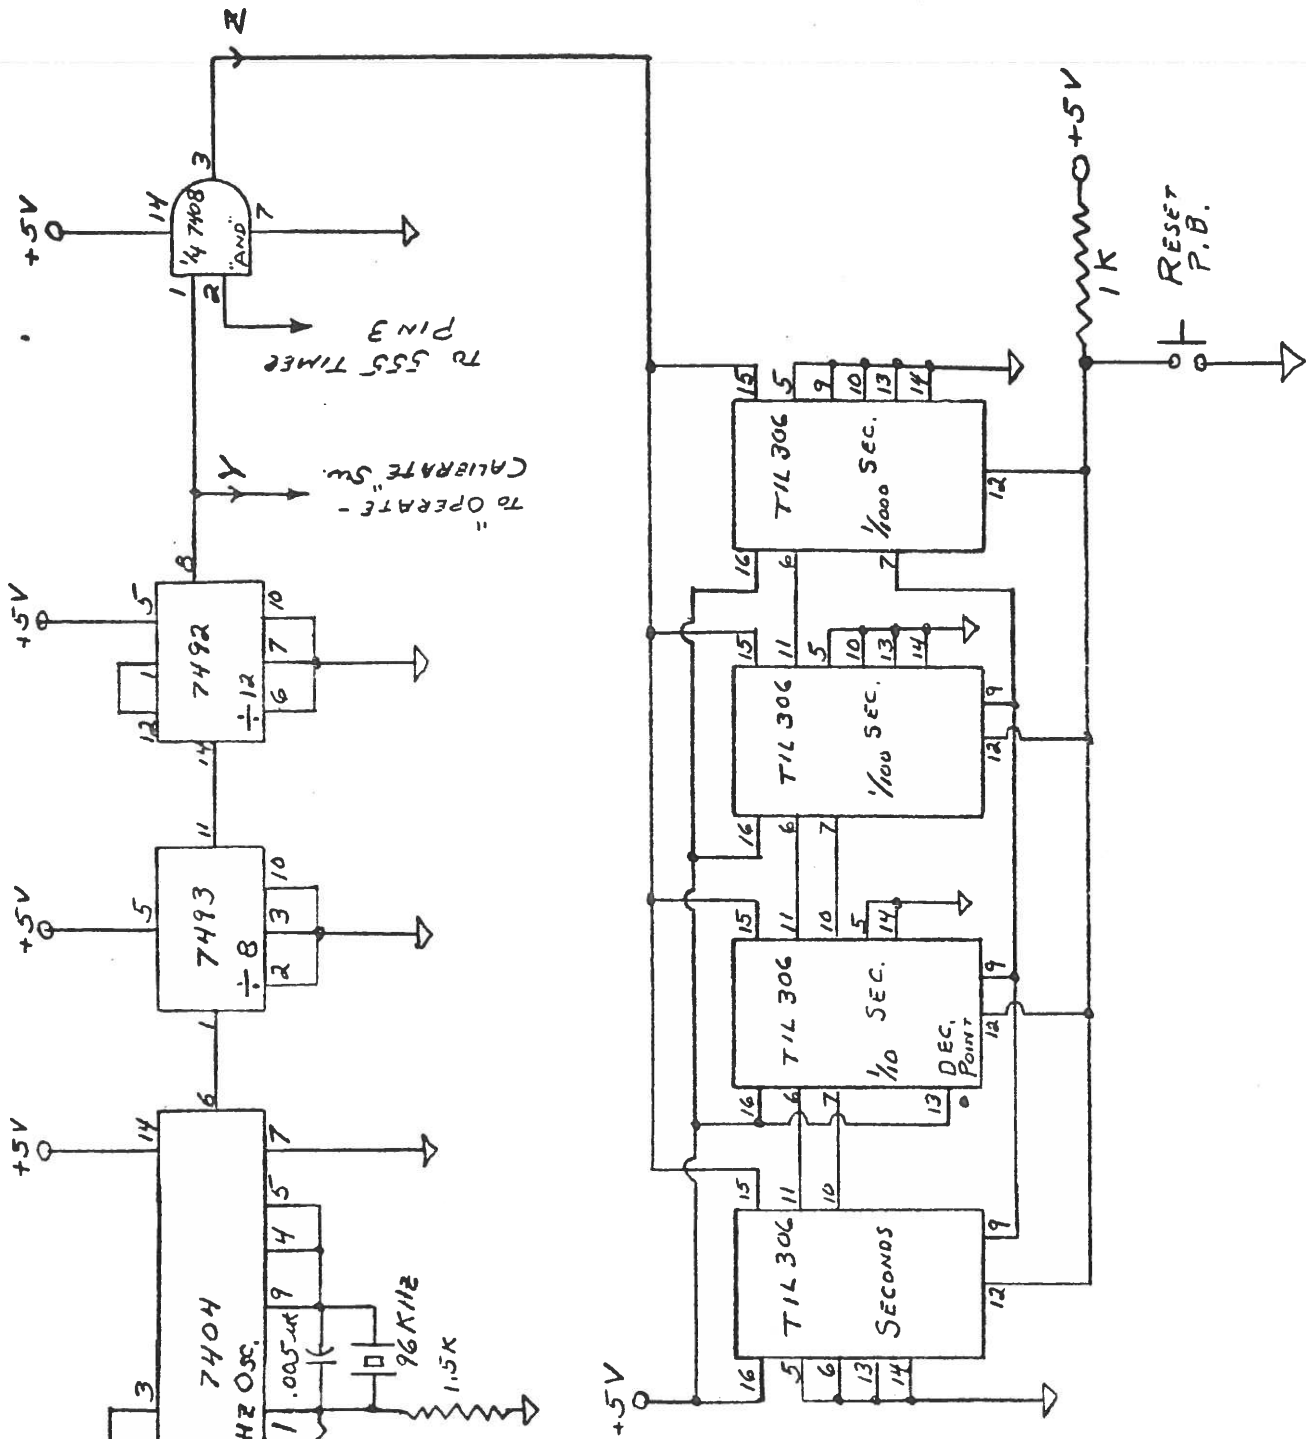 Z
+5V
14
3
1/4 7408
"AND"
7
1
2
TO 555 TIMER
PIN 3
Y
TO "OPERATE -
CALIBRATE" SW.
8
+5V
5
10
7492
1
7
÷12
12
6
14
11
+5V
5
10
7493
3
÷8
2
1
6
+5V
14
7
5
4
9
7404
Hz OSC.
3
1
.005
96 KHz
1.5K
+5V
1K
RESET
P.B.
15
5
9
10
13
14
TIL 306
1/1000 SEC.
12
16
6
7
15
11
5
10
13
14
TIL 306
1/100 SEC.
9
12
16
6
7
15
11
10
5
14
TIL 306
1/10 SEC.
DEC.
POINT
9
12
16
6
7
13
15
11
10
TIL 306
SECONDS
9
12
+5V
16
5
6
13
14